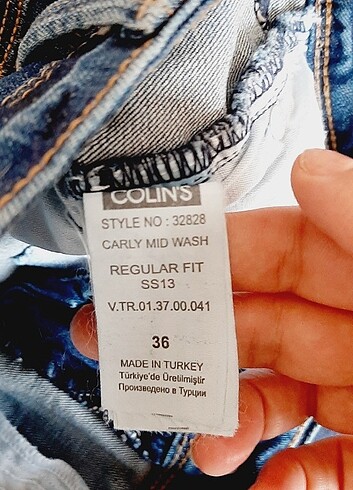 COLIN'S
STYLE NO : 32828
CARLY MID WASH
REGULAR FIT
SS13
V.TR.01.37.00.041
36
MADE IN TURKEY
Türkiye'de Üretilmiştir
Произведено в Турции